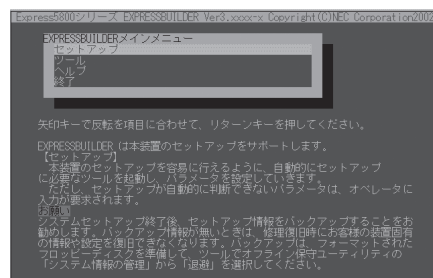 Express5800シリーズ EXPRESSBUILDER Ver3.xxxx-x Copyright(C)NEC Corporation2002
EXPRESSBUILDERメインメニュー
セットアップ
ツール
ヘルプ
終了
矢印キーで反転を項目に合わせて、リターンキーを押してください。
EXPRESSBUILDER は本装置のセットアップをサポートします。
【セットアップ】
本装置のセットアップを容易に行えるように、自動的にセットアップ
に必要なツールを起動し、パラメータを設定していきます。
ただし、セットアップが自動的に判断できないパラメータは、オペレータに
入力が要求されます。
お願い
システムセットアップ終了後、セットアップ情報をバックアップすることをお
勧めします。バックアップ情報が無いときは、修理復旧時にお客様の装置固有
の情報や設定を復旧できなくなります。バックアップは、フォーマットされた
フロッピーディスクを準備して、ツールでオフライン保守ユーティリティの
「システム情報の管理」から「退避」を選択してください。